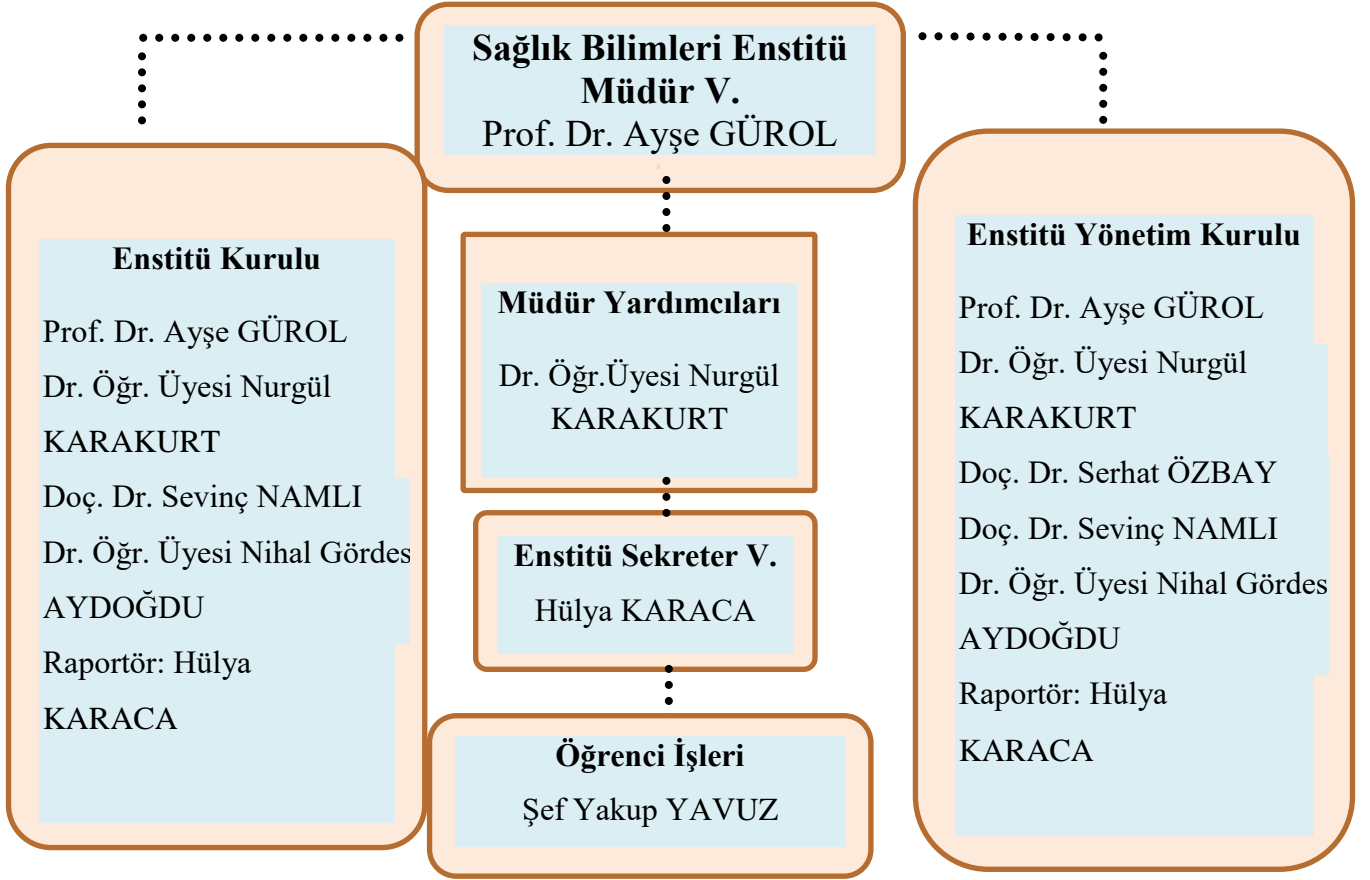 Sağlık Bilimleri Enstitü
Müdür V.
Prof. Dr. Ayşe GÜROL
Enstitü Kurulu
Prof. Dr. Ayşe GÜROL
Dr. Öğr. Üyesi Nurgül
KARAKURT
Doç. Dr. Sevinç NAMLI
Dr. Öğr. Üyesi Nihal Gördes
AYDOĞDU
Raportör: Hülya
KARACA
Müdür Yardımcıları
Dr. Öğr.Üyesi Nurgül
KARAKURT
Enstitü Sekreter V.
Hülya KARACA
Öğrenci İşleri
Şef Yakup YAVUZ
Enstitü Yönetim Kurulu
Prof. Dr. Ayşe GÜROL
Dr. Öğr. Üyesi Nurgül
KARAKURT
Doç. Dr. Serhat ÖZBAY
Doç. Dr. Sevinç NAMLI
Dr. Öğr. Üyesi Nihal Gördes
AYDOĞDU
Raportör: Hülya
KARACA